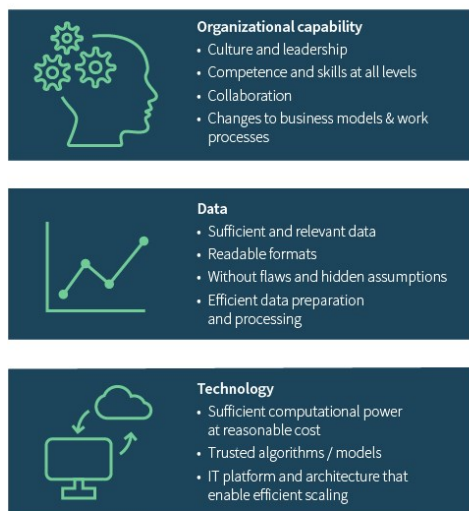 Organizational capability
• Culture and leadership
• Competence and skills at all levels
• Collaboration
• Changes to business models & work
processes
Data
• Sufficient and relevant data
• Readable formats
• Without flaws and hidden assumptions
• Efficient data preparation
and processing
Technology
• Sufficient computational power
at reasonable cost
• Trusted algorithms / models
• IT platform and architecture that
enable efficient scaling